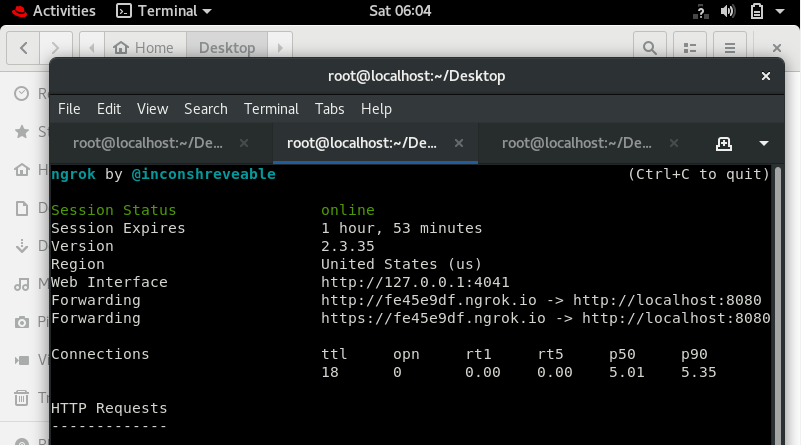 Activities Terminal Sat 06:04
Home Desktop
root@localhost:~/Desktop
File Edit View Search Terminal Tabs Help
root@localhost:~/De... root@localhost:~/De... root@localhost:~/De...
ngrok by @inconshreveable (Ctrl+C to quit)
Session Status online
Session Expires 1 hour, 53 minutes
Version 2.3.35
Region United States (us)
Web Interface http://127.0.0.1:4041
Forwarding http://fe45e9df.ngrok.io -> http://localhost:8080
Forwarding https://fe45e9df.ngrok.io -> http://localhost:8080
Connections ttl opn rt1 rt5 p50 p90
18 0 0.00 0.00 5.01 5.35
HTTP Requests
-------------